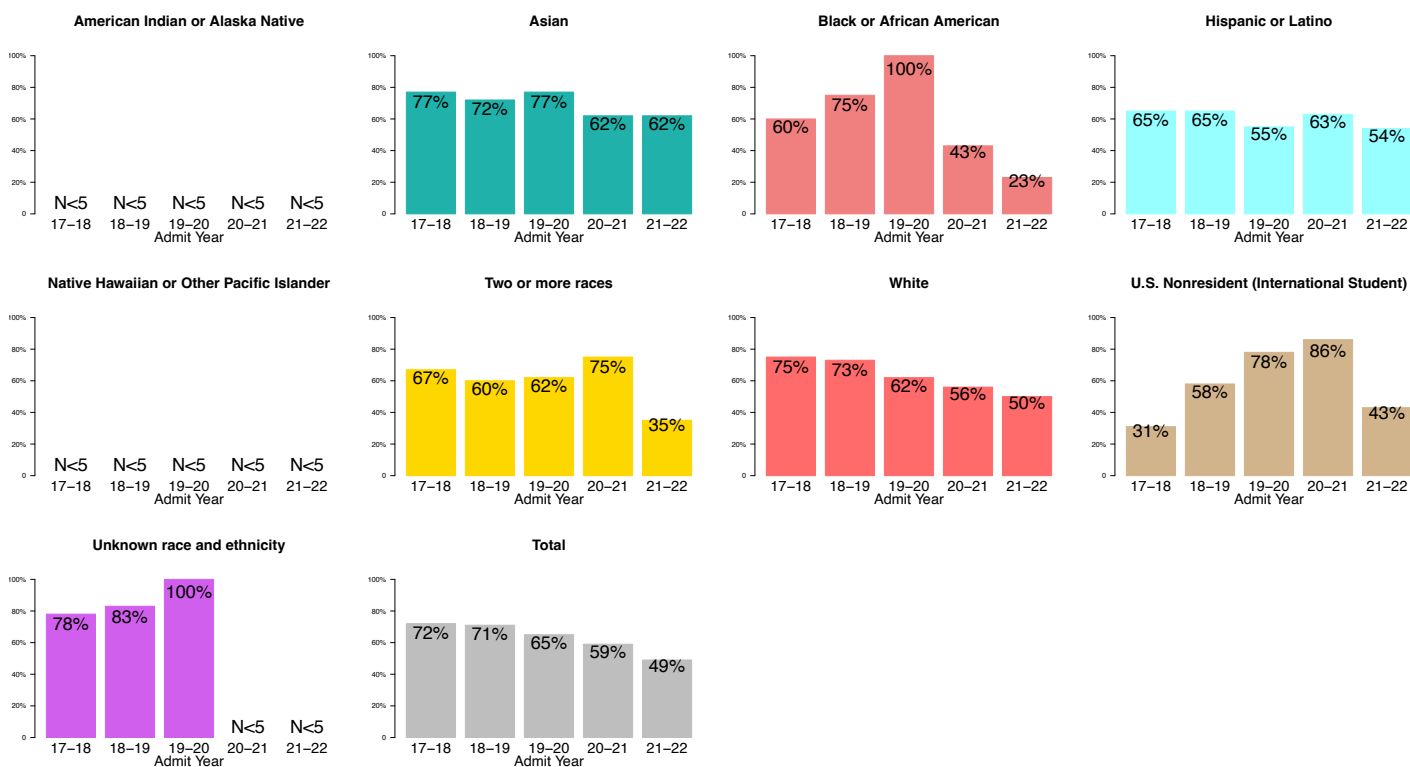 American Indian or Alaska Native
100%
80%
60%
40%
20%
0
N<5 N<5 N<5 N<5 N<5
17−18 18−19 19−20 20−21 21−22
Admit Year
Asian
100%
80%
60%
40%
20%
0
77% 72% 77% 62% 62%
17−18 18−19 19−20 20−21 21−22
Admit Year
Black or African American
100%
80%
60%
40%
20%
0
60% 75% 100% 43% 23%
17−18 18−19 19−20 20−21 21−22
Admit Year
Hispanic or Latino
100%
80%
60%
40%
20%
0
65% 65% 55% 63% 54%
17−18 18−19 19−20 20−21 21−22
Admit Year
Native Hawaiian or Other Pacific Islander
100%
80%
60%
40%
20%
0
N<5 N<5 N<5 N<5 N<5
17−18 18−19 19−20 20−21 21−22
Admit Year
Two or more races
100%
80%
60%
40%
20%
0
67% 60% 62% 75% 35%
17−18 18−19 19−20 20−21 21−22
Admit Year
White
100%
80%
60%
40%
20%
0
75% 73% 62% 56% 50%
17−18 18−19 19−20 20−21 21−22
Admit Year
U.S. Nonresident (International Student)
100%
80%
60%
40%
20%
0
31% 58% 78% 86% 43%
17−18 18−19 19−20 20−21 21−22
Admit Year
Unknown race and ethnicity
100%
80%
60%
40%
20%
0
78% 83% 100% N<5 N<5
17−18 18−19 19−20 20−21 21−22
Admit Year
Total
100%
80%
60%
40%
20%
0
72% 71% 65% 59% 49%
17−18 18−19 19−20 20−21 21−22
Admit Year